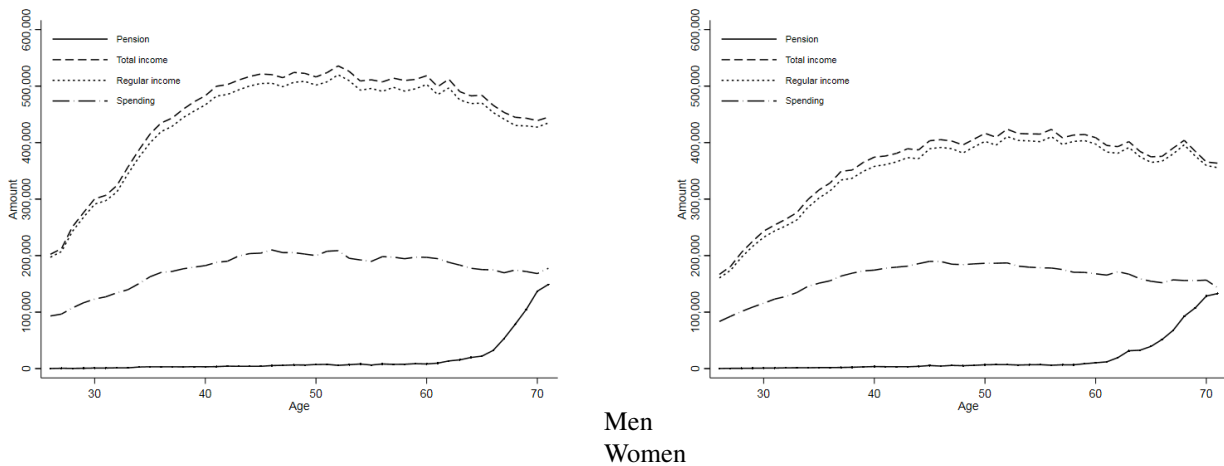 600,000
500,000
400,000
300,000
200,000
100,000
0
Amount
Pension
Total income
Regular income
Spending
30
40
50
60
70
Age
600,000
500,000
400,000
300,000
200,000
100,000
0
Amount
Pension
Total income
Regular income
Spending
30
40
50
60
70
Age
Men
Women